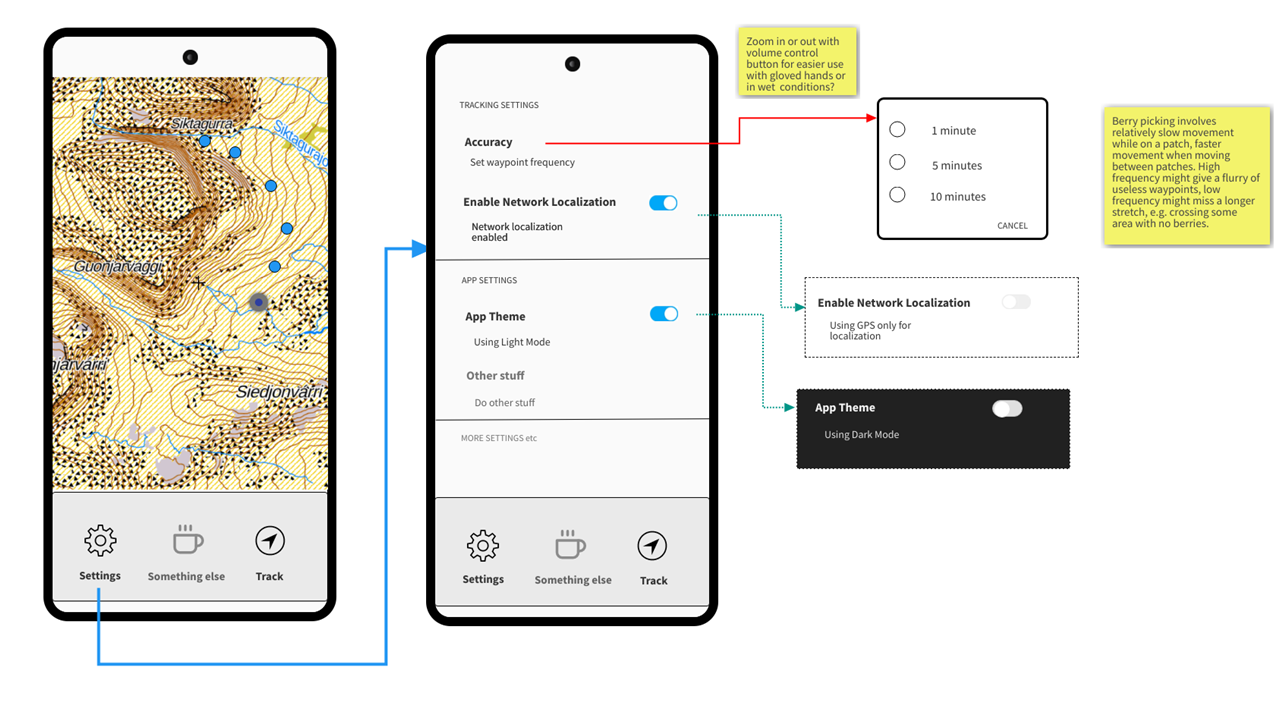 Siktagurra
Siktagurajo
Guonjarvaggi
njarvárri
Siedjonvárri
Settings
Something else
Track
TRACKING SETTINGS
Accuracy
Set waypoint frequency
Enable Network Localization
Network localization
enabled
APP SETTINGS
App Theme
Using Light Mode
Other stuff
Do other stuff
MORE SETTINGS etc
Settings
Something else
Track
Zoom in or out with
volume control
button for easier use
with gloved hands or
in wet conditions?
1 minute
5 minutes
10 minutes
CANCEL
Enable Network Localization
Using GPS only for
localization
App Theme
Using Dark Mode
Berry picking involves
relatively slow movement
while on a patch, faster
movement when moving
between patches. High
frequency might give a flurry of
useless waypoints, low
frequency might miss a longer
stretch, e.g. crossing some
area with no berries.